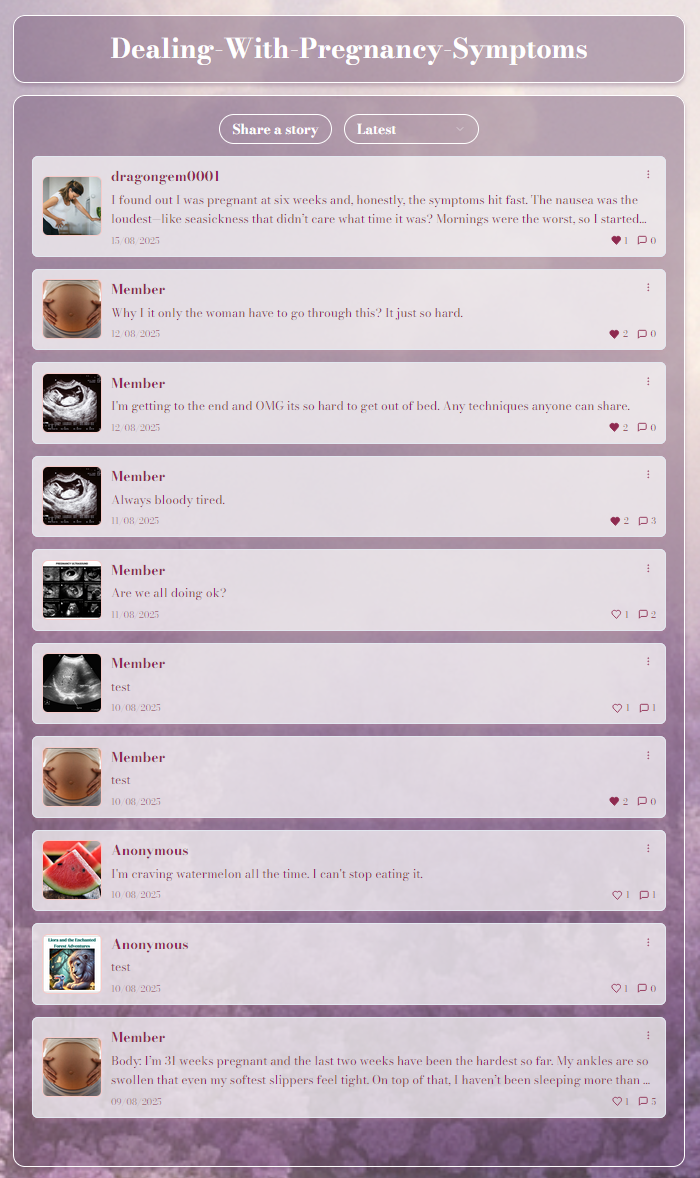 Dealing-With-Pregnancy-Symptoms
Share a story
Latest
dragongem0001
I found out I was pregnant at six weeks and, honestly, the symptoms hit fast. The nausea was the
loudest—like seasickness that didn't care what time it was? Mornings were the worst, so I started...
15/08/2025
1
0
Member
Why I it only the woman have to go through this? It just so hard.
12/08/2025
2
0
Member
I'm getting to the end and OMG its so hard to get out of bed. Any techniques anyone can share.
12/08/2025
2
0
Member
Always bloody tired.
11/08/2025
2
3
PREGNANCY ULTRASOUND
Member
Are we all doing ok?
11/08/2025
1
2
Member
test
10/08/2025
1
1
Member
test
10/08/2025
2
0
Anonymous
I'm craving watermelon all the time. I can't stop eating it.
10/08/2025
1
1
Anonymous
Forest Adventures
test
10/08/2025
1
0
Member
Body: I'm 31 weeks pregnant and the last two weeks have been the hardest so far. My ankles are so
swollen that even my softest slippers feel tight. On top of that, I haven't been sleeping more than ...
09/08/2025
1
5